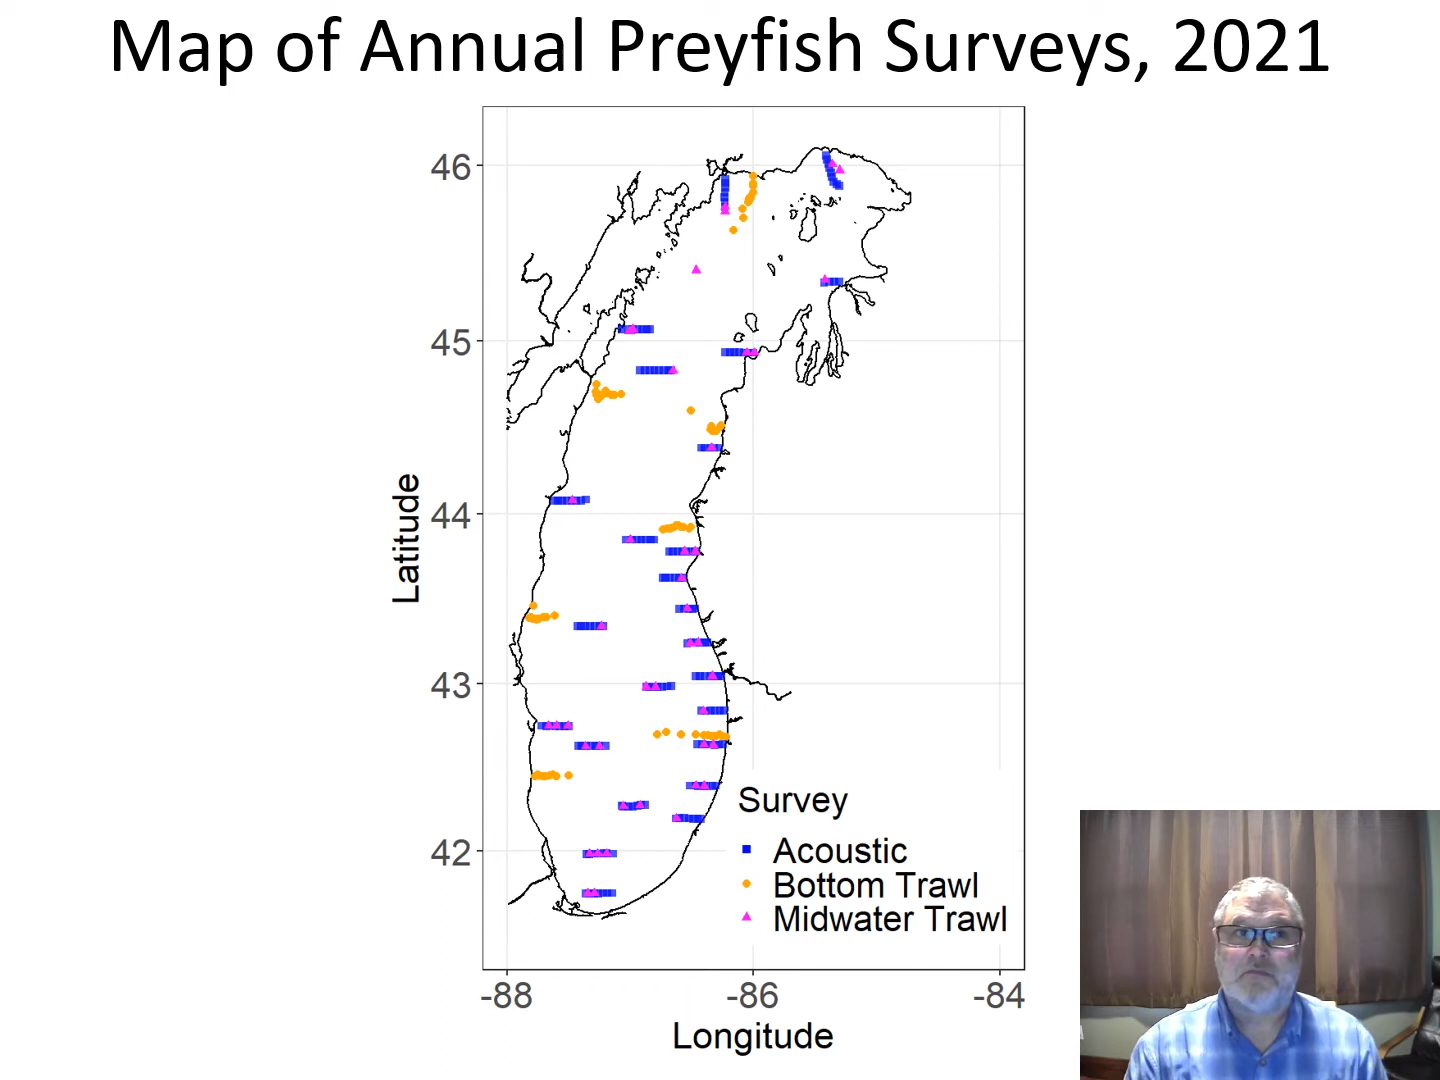 Map of Annual Preyfish Surveys, 2021
46
45
44
43
42
Latitude
-88
-86
-84
Longitude
Survey
Acoustic
Bottom Trawl
Midwater Trawl